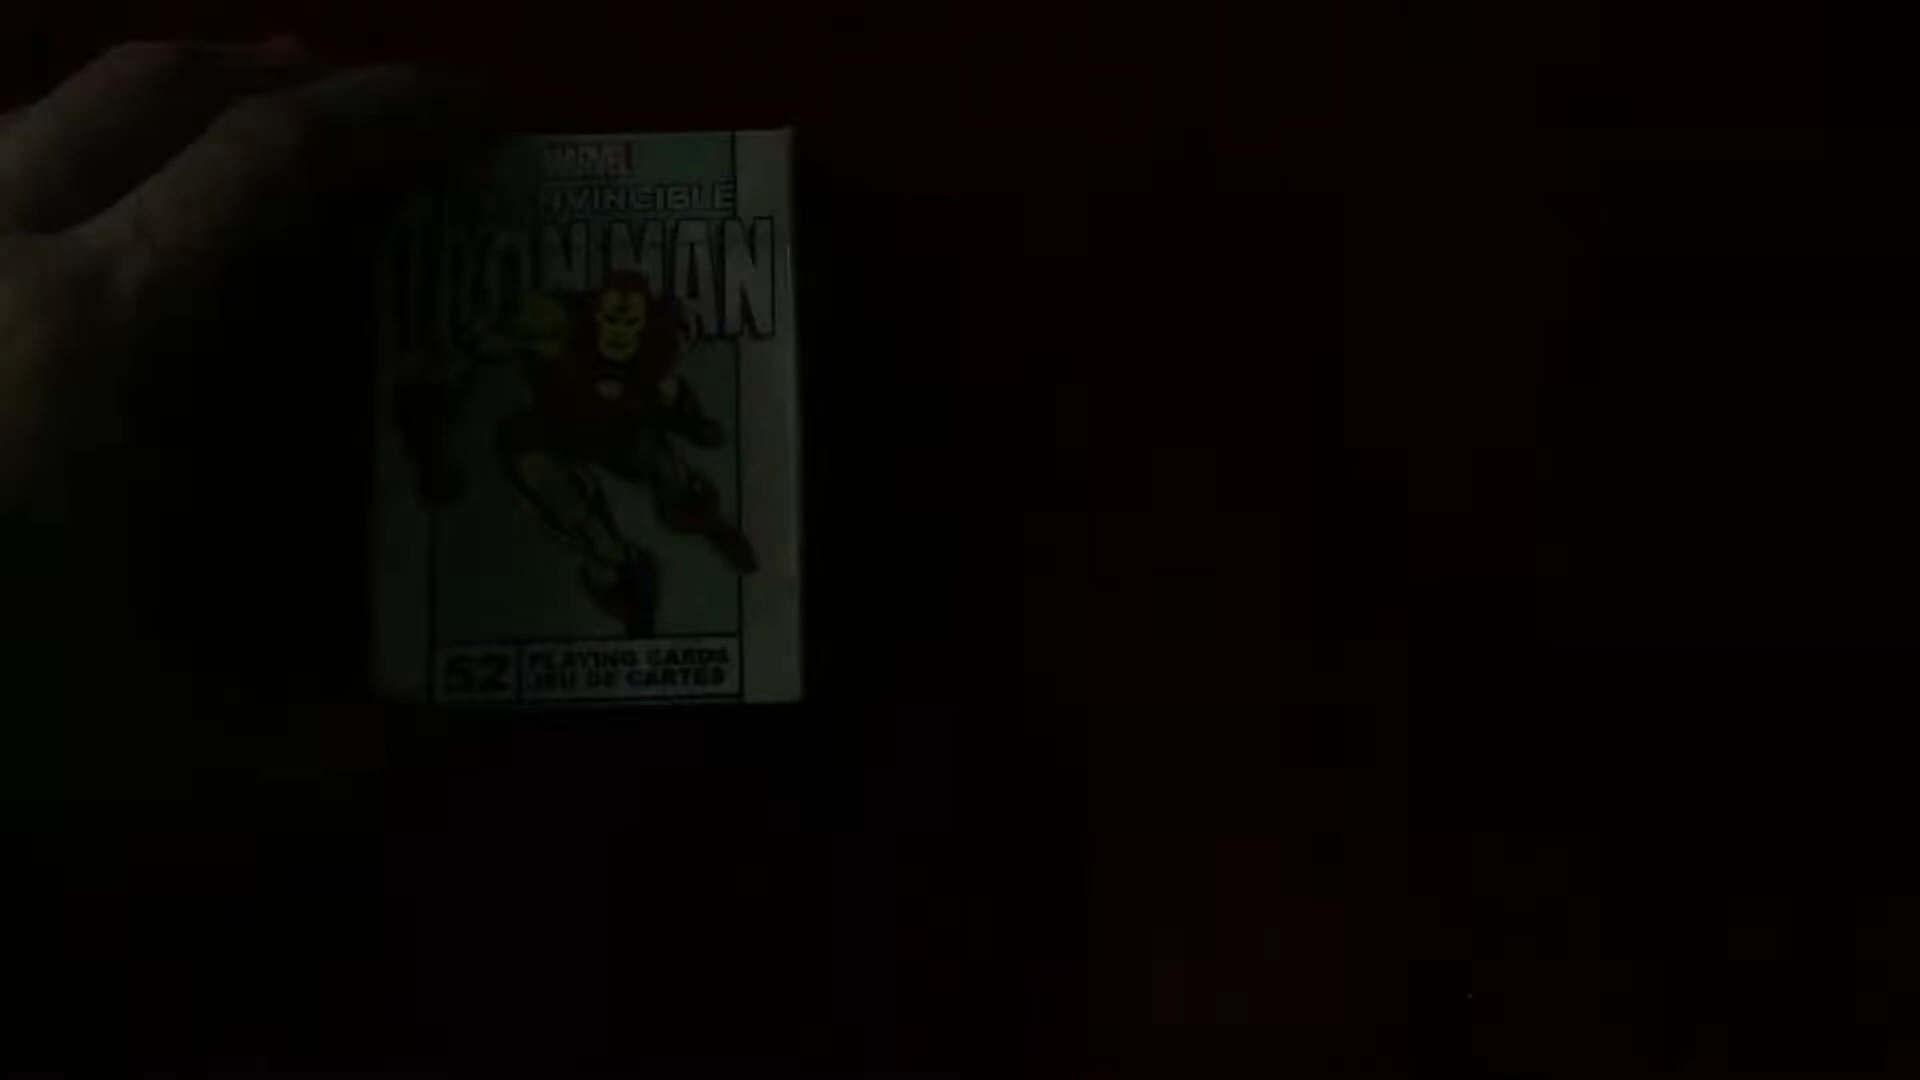 MARVEL
INVINCIBLE
IRON MAN
52
PLAYING CARDS
JEU DE CARTES